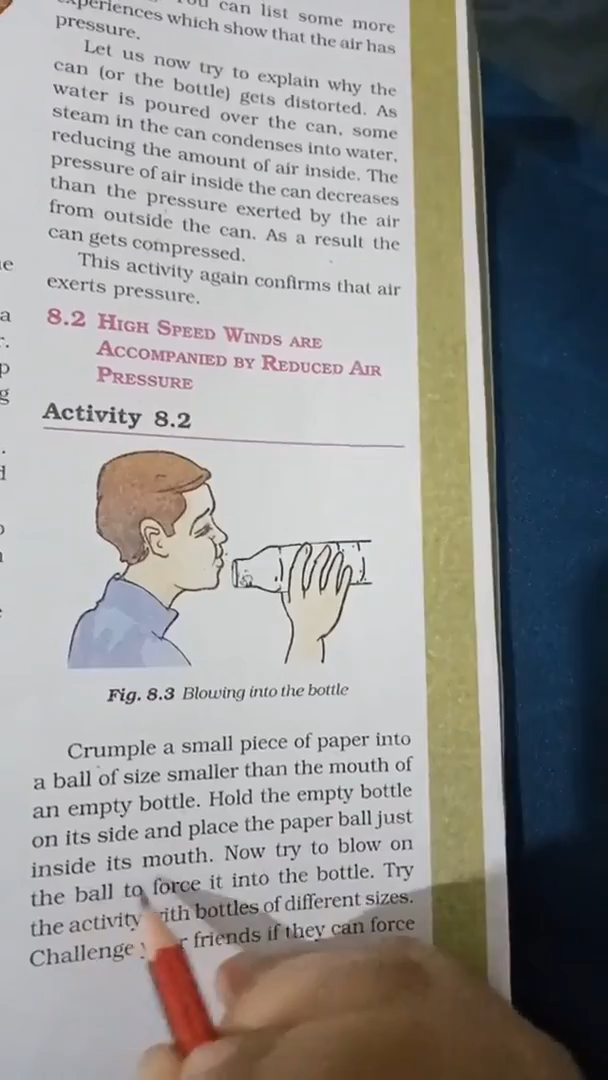 can list some more
experiences which show that the air has
pressure.
Let us now try to explain why the
can (or the bottle) gets distorted. As
water is poured over the can, some
steam in the can condenses into water,
reducing the amount of air inside. The
pressure of air inside the can decreases
than the pressure exerted by the air
from outside the can. As a result the
can gets compressed.
This activity again confirms that air
exerts pressure.
8.2 HIGH SPEED WINDS ARE
ACCOMPANIED BY REDUCED AIR
PRESSURE
Activity 8.2
Fig. 8.3 Blowing into the bottle
Crumple a small piece of paper into
a ball of size smaller than the mouth of
an empty bottle. Hold the empty bottle
on its side and place the paper ball just
inside its mouth. Now try to blow on
the ball to force it into the bottle. Try
the activity with bottles of different sizes.
Challenge friends if they can force